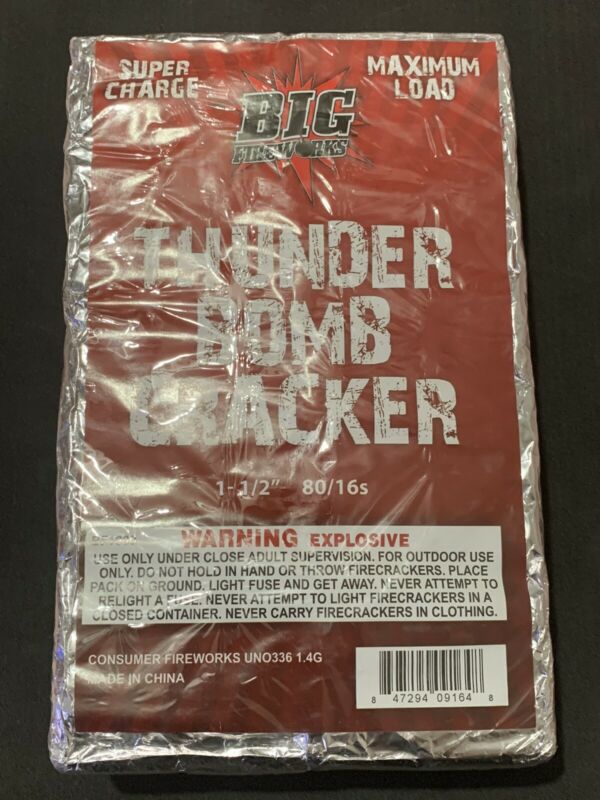 SUPER
CHARGE
MAXIMUM
LOAD
BIG
FIREWORKS
THUNDER
BOMB
CRACKER
1-1/2" 80/16s
WARNING EXPLOSIVE
USE ONLY UNDER CLOSE ADULT SUPERVISION. FOR OUTDOOR USE
ONLY. DO NOT HOLD IN HAND OR THROW FIRECRACKERS. PLACE
PACK ON GROUND. LIGHT FUSE AND GET AWAY. NEVER ATTEMPT TO
RELIGHT A FUSE. NEVER ATTEMPT TO LIGHT FIRECRACKERS IN A
CLOSED CONTAINER. NEVER CARRY FIRECRACKERS IN CLOTHING.
CONSUMER FIREWORKS UN0336 1.4G
MADE IN CHINA
8 47294 09164 8